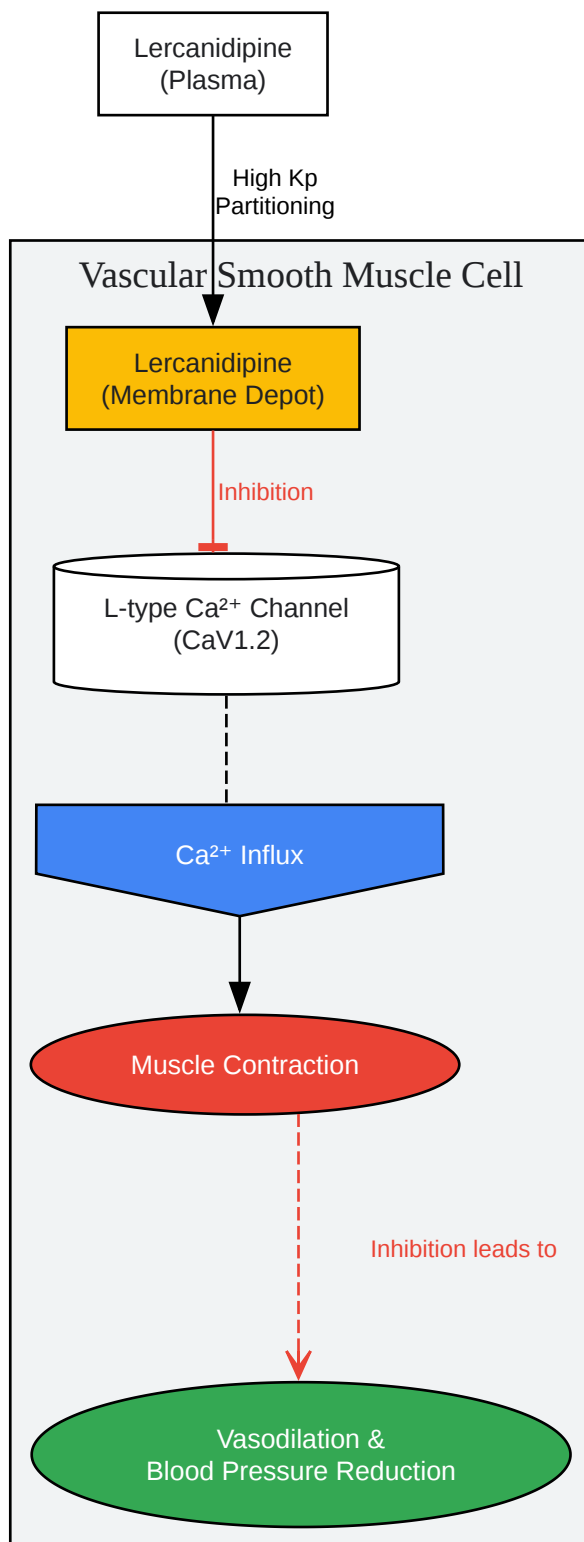 Lercanidipine
(Plasma)
High Kp
Partitioning
Vascular Smooth Muscle Cell
Lercanidipine
(Membrane Depot)
Inhibition
L-type Ca²⁺ Channel
(CaV1.2)
Ca²⁺ Influx
Muscle Contraction
Inhibition leads to
Vasodilation &
Blood Pressure Reduction